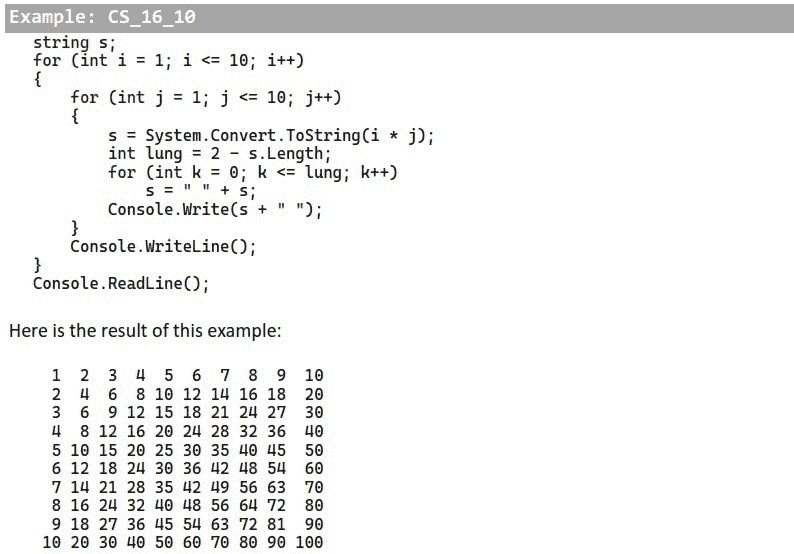 Example: CS_16_10
string s;
for (int i = 1; i <= 10; i++)
{
    for (int j = 1; j <= 10; j++)
    {
        s = System.Convert.ToString(i * j);
        int lung = 2 - s.Length;
        for (int k = 0; k <= lung; k++)
            s = " " + s;
        Console.Write(s + " ");
    }
    Console.WriteLine();
}
Console.ReadLine();
Here is the result of this example:
 1  2  3  4  5  6  7  8  9  10
 2  4  6  8 10 12 14 16 18  20
 3  6  9 12 15 18 21 24 27  30
 4  8 12 16 20 24 28 32 36  40
 5 10 15 20 25 30 35 40 45  50
 6 12 18 24 30 36 42 48 54  60
 7 14 21 28 35 42 49 56 63  70
 8 16 24 32 40 48 56 64 72  80
 9 18 27 36 45 54 63 72 81  90
10 20 30 40 50 60 70 80 90 100